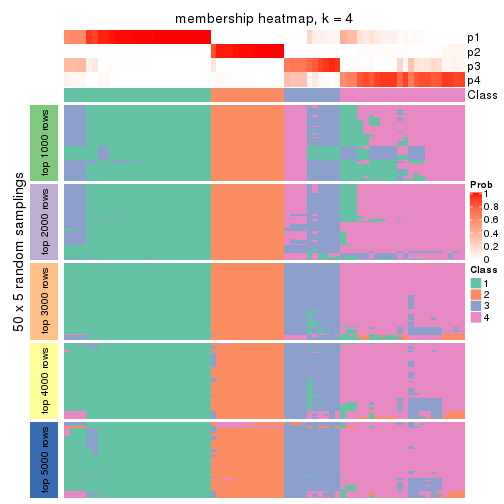 membership heatmap, k = 4
p1
p2
p3
p4
Class
50 x 5 random samplings
top 1000 rows
top 2000 rows
top 3000 rows
top 4000 rows
top 5000 rows
Prob
1
0.8
0.6
0.4
0.2
0
Class
1
2
3
4